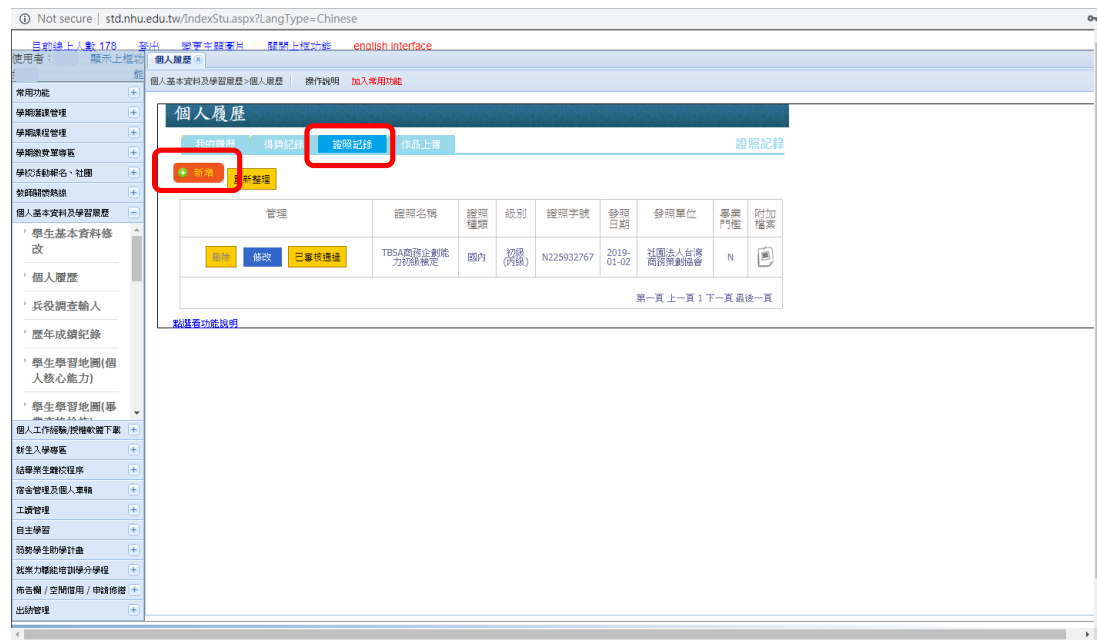 Not secure | std.nhu.edu.tw/IndexStu.aspx?LangType=Chinese
目前線上人數 178 登出 變更主題圖片 關閉上框功能 english interface
使用者： 顯示上框功能
個人履歷
個人基本資料及學習履歷>個人履歷 操作說明 加入常用功能
常用功能
學期選課管理
學期課程管理
學期繳費單專區
學校活動報名、社團
教師關懷熱線
個人基本資料及學習履歷
學生基本資料修改
個人履歷
兵役調查輸入
歷年成績紀錄
學生學習地圖(個人核心能力)
學生學習地圖(畢
個人工作經驗/授權軟體下載
新生入學專區
結畢業生離校程序
宿舍管理及個人車輛
工讀管理
自主學習
弱勢學生助學計畫
就業力職能培訓學分學程
佈告欄 / 空間借用 / 申請修繕
出納管理
個人履歷
我的履歷 得獎紀錄 證照記錄 作品上傳 證照記錄
新增 重新整理
管理 證照名稱 證照種類 級別 證照字號 發照日期 發照單位 畢業門檻 附加檔案
刪除 修改 已審核通過 TBSA商務企劃能力初級檢定 國內 初級(丙級) N225932767 2019-01-02 社團法人台灣商務策劃協會 N
第一頁 上一頁 1 下一頁 最後一頁
點選看功能說明